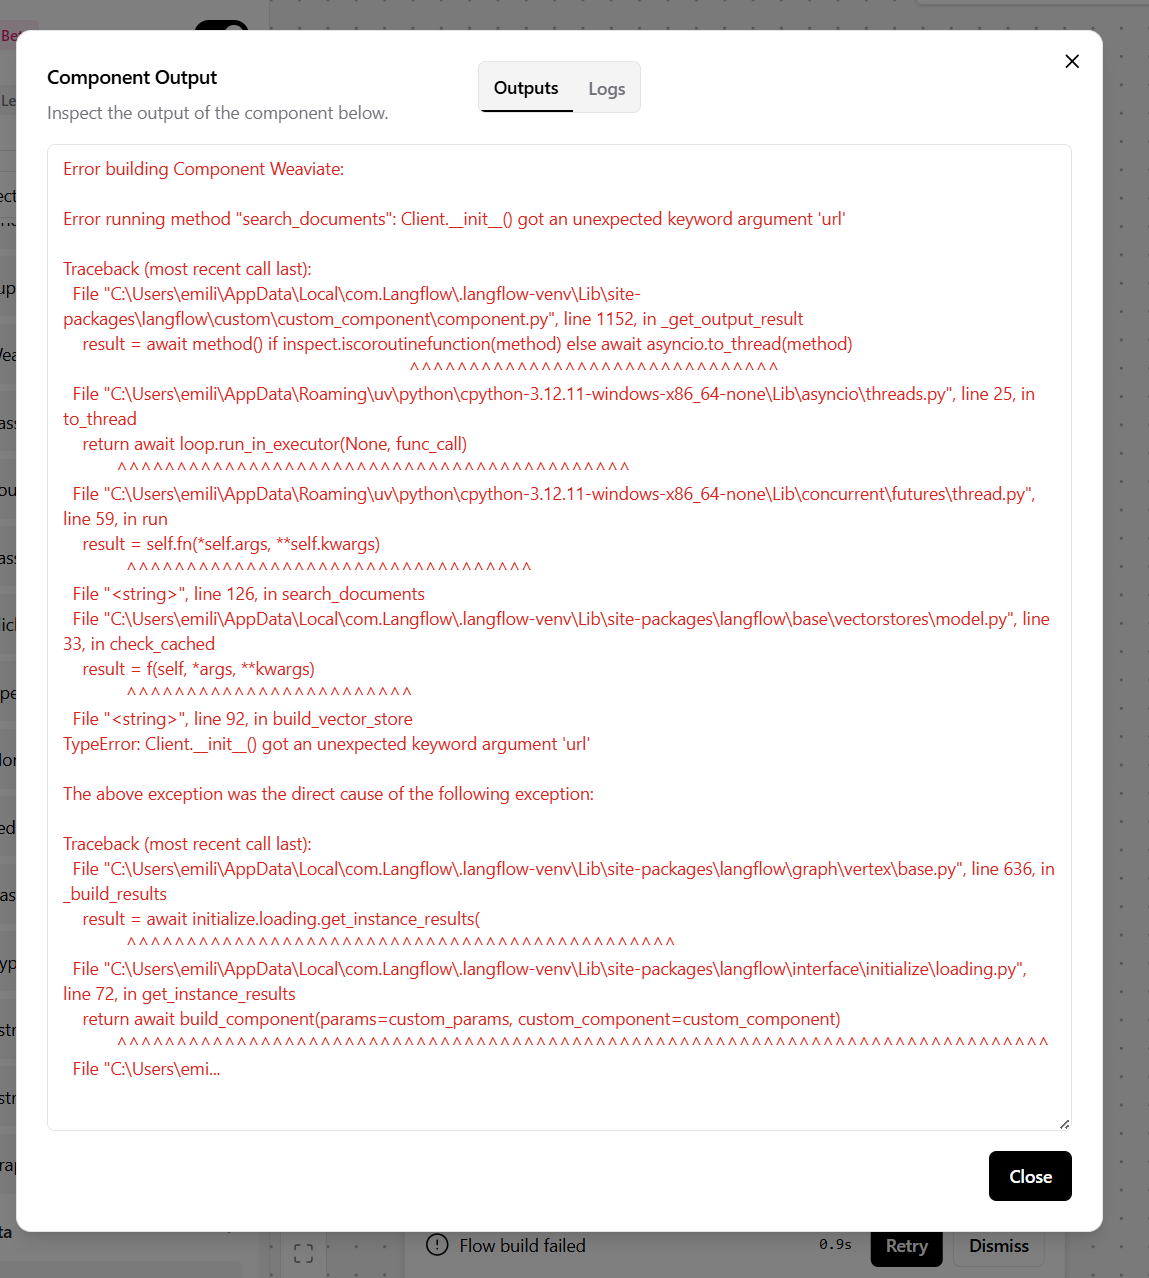 Component Output
Inspect the output of the component below.
Outputs
Logs
Error building Component Weaviate:
Error running method "search_documents": Client.__init__() got an unexpected keyword argument 'url'
Traceback (most recent call last):
File "C:\Users\emili\AppData\Local\com.Langflow\.langflow-venv\Lib\site-
packages\langflow\custom\custom_component\component.py", line 1152, in _get_output_result
result = await method() if inspect.iscoroutinefunction(method) else await asyncio.to_thread(method)
^^^^^^^^^^^^^^^^^^^^^^^^^^^^^^^
File "C:\Users\emili\AppData\Roaming\uv\python\cpython-3.12.11-windows-x86_64-none\Lib\asyncio\threads.py", line 25, in
to_thread
return await loop.run_in_executor(None, func_call)
^^^^^^^^^^^^^^^^^^^^^^^^^^^^^^^^^^^^^^^^^^^
File "C:\Users\emili\AppData\Roaming\uv\python\cpython-3.12.11-windows-x86_64-none\Lib\concurrent\futures\thread.py",
line 59, in run
result = self.fn(*self.args, **self.kwargs)
^^^^^^^^^^^^^^^^^^^^^^^^^^^^^^^^^^
File "<string>", line 126, in search_documents
File "C:\Users\emili\AppData\Local\com.Langflow\.langflow-venv\Lib\site-packages\langflow\base\vectorstores\model.py", line
33, in check_cached
result = f(self, *args, **kwargs)
^^^^^^^^^^^^^^^^^^^^^^^^
File "<string>", line 92, in build_vector_store
TypeError: Client.__init__() got an unexpected keyword argument 'url'
The above exception was the direct cause of the following exception:
Traceback (most recent call last):
File "C:\Users\emili\AppData\Local\com.Langflow\.langflow-venv\Lib\site-packages\langflow\graph\vertex\base.py", line 636, in
_build_results
result = await initialize.loading.get_instance_results(
^^^^^^^^^^^^^^^^^^^^^^^^^^^^^^^^^^^^^^^^^^^^^^
File "C:\Users\emili\AppData\Local\com.Langflow\.langflow-venv\Lib\site-packages\langflow\interface\initialize\loading.py",
line 72, in get_instance_results
return await build_component(params=custom_params, custom_component=custom_component)
^^^^^^^^^^^^^^^^^^^^^^^^^^^^^^^^^^^^^^^^^^^^^^^^^^^^^^^^^^^^^^^^^^^^^^^^^^^^^^
File "C:\Users\emi...
Close
Flow build failed
0.9s
Retry
Dismiss